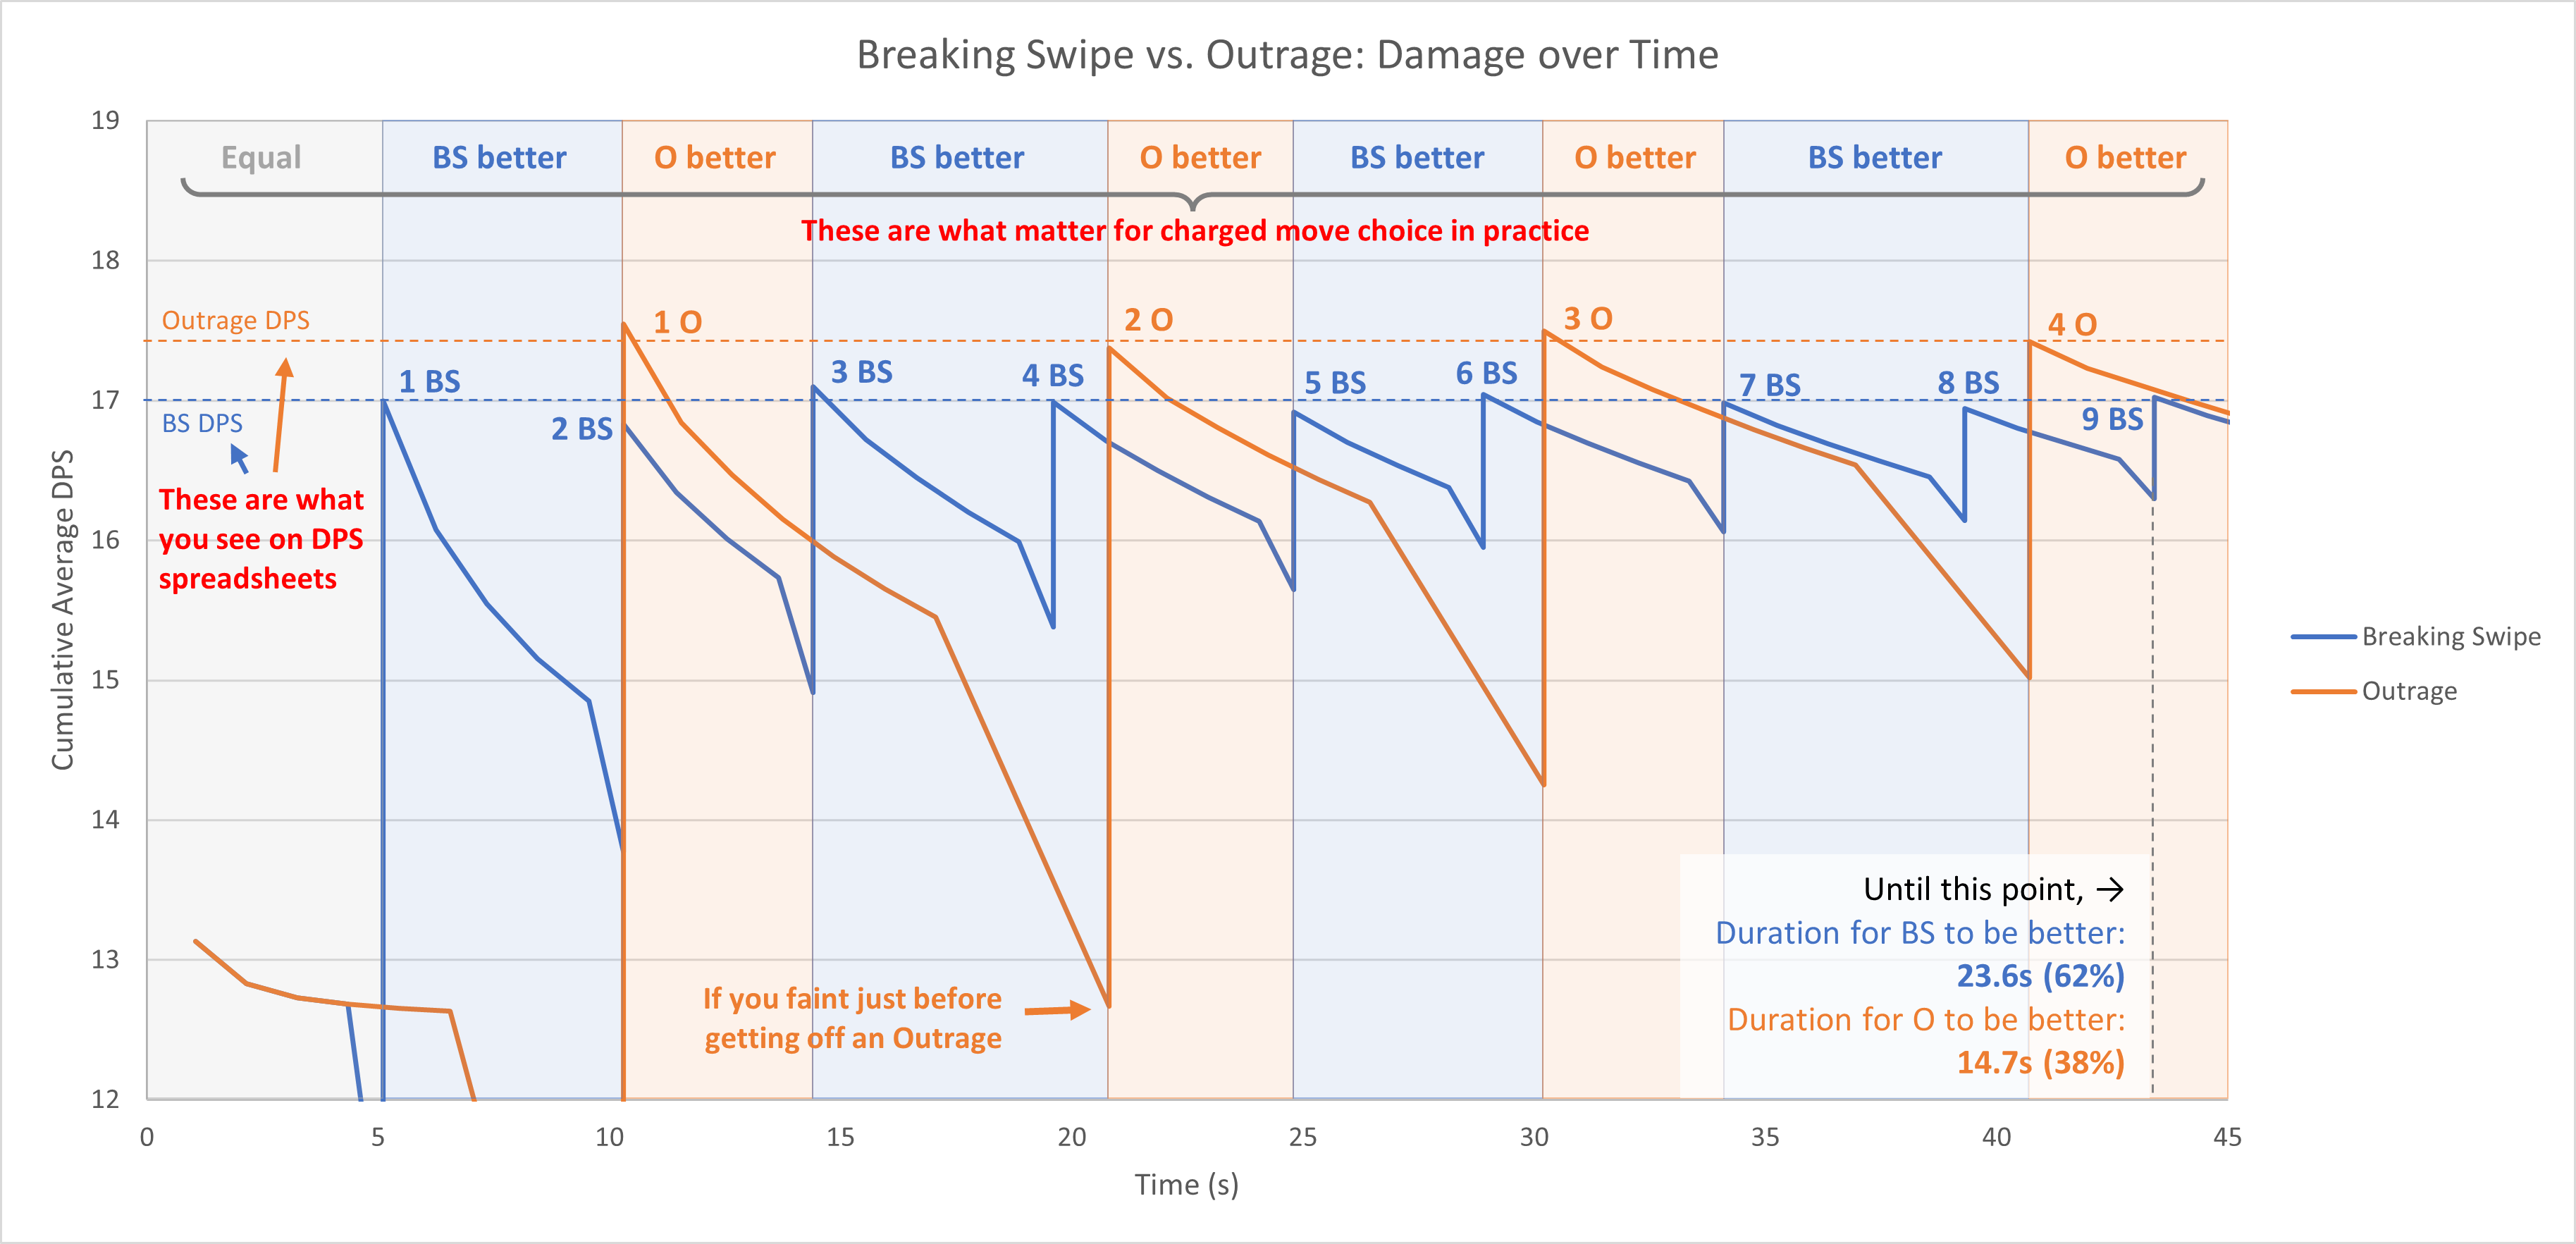 Breaking Swipe vs. Outrage: Damage over Time
19
18
17
16
15
14
13
12
Cumulative Average DPS
Equal
BS better
O better
BS better
O better
BS better
O better
BS better
O better
These are what matter for charged move choice in practice
Outrage DPS
BS DPS
These are what
you see on DPS
spreadsheets
1 BS
2 BS
1 O
3 BS
4 BS
2 O
5 BS
6 BS
3 O
7 BS
8 BS
4 O
9 BS
If you faint just before
getting off an Outrage
Until this point, →
Duration for BS to be better:
23.6s (62%)
Duration for O to be better:
14.7s (38%)
Breaking Swipe
Outrage
0
5
10
15
20
25
30
35
40
45
Time (s)